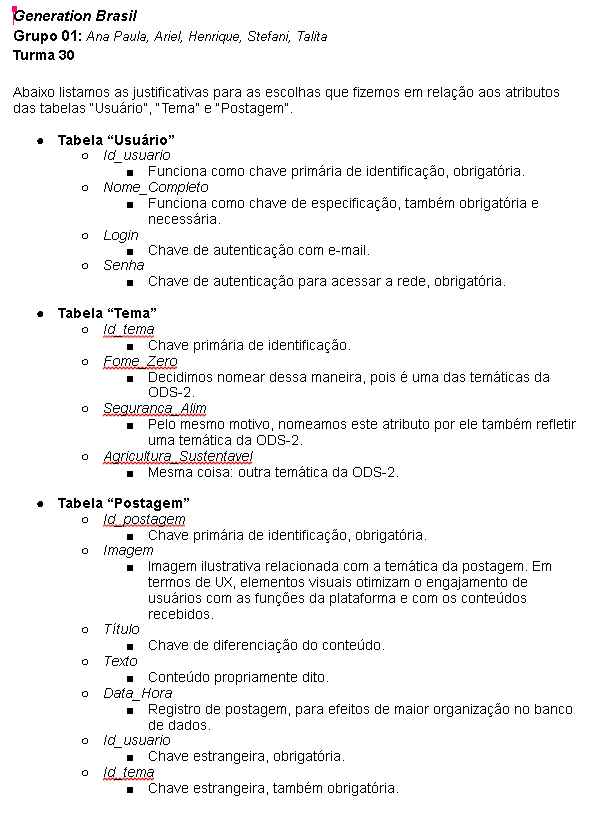 Generation Brasil
Grupo 01: Ana Paula, Ariel, Henrique, Stefani, Talita
Turma 30
Abaixo listamos as justificativas para as escolhas que fizemos em relação aos atributos
das tabelas “Usuário”, “Tema” e “Postagem”.
● Tabela “Usuário”
○ Id_usuario
■ Funciona como chave primária de identificação, obrigatória.
○ Nome_Completo
■ Funciona como chave de especificação, também obrigatória e
necessária.
○ Login
■ Chave de autenticação com e-mail.
○ Senha
■ Chave de autenticação para acessar a rede, obrigatória.
● Tabela “Tema”
○ Id_tema
■ Chave primária de identificação.
○ Fome_Zero
■ Decidimos nomear dessa maneira, pois é uma das temáticas da
ODS-2.
○ Seguranca_Alim
■ Pelo mesmo motivo, nomeamos este atributo por ele também refletir
uma temática da ODS-2.
○ Agricultura_Sustentavel
■ Mesma coisa: outra temática da ODS-2.
● Tabela “Postagem”
○ Id_postagem
■ Chave primária de identificação, obrigatória.
○ Imagem
■ Imagem ilustrativa relacionada com a temática da postagem. Em
termos de UX, elementos visuais otimizam o engajamento de
usuários com as funções da plataforma e com os conteúdos
recebidos.
○ Título
■ Chave de diferenciação do conteúdo.
○ Texto
■ Conteúdo propriamente dito.
○ Data_Hora
■ Registro de postagem, para efeitos de maior organização no banco
de dados.
○ Id_usuario
■ Chave estrangeira, obrigatória.
○ Id_tema
■ Chave estrangeira, também obrigatória.